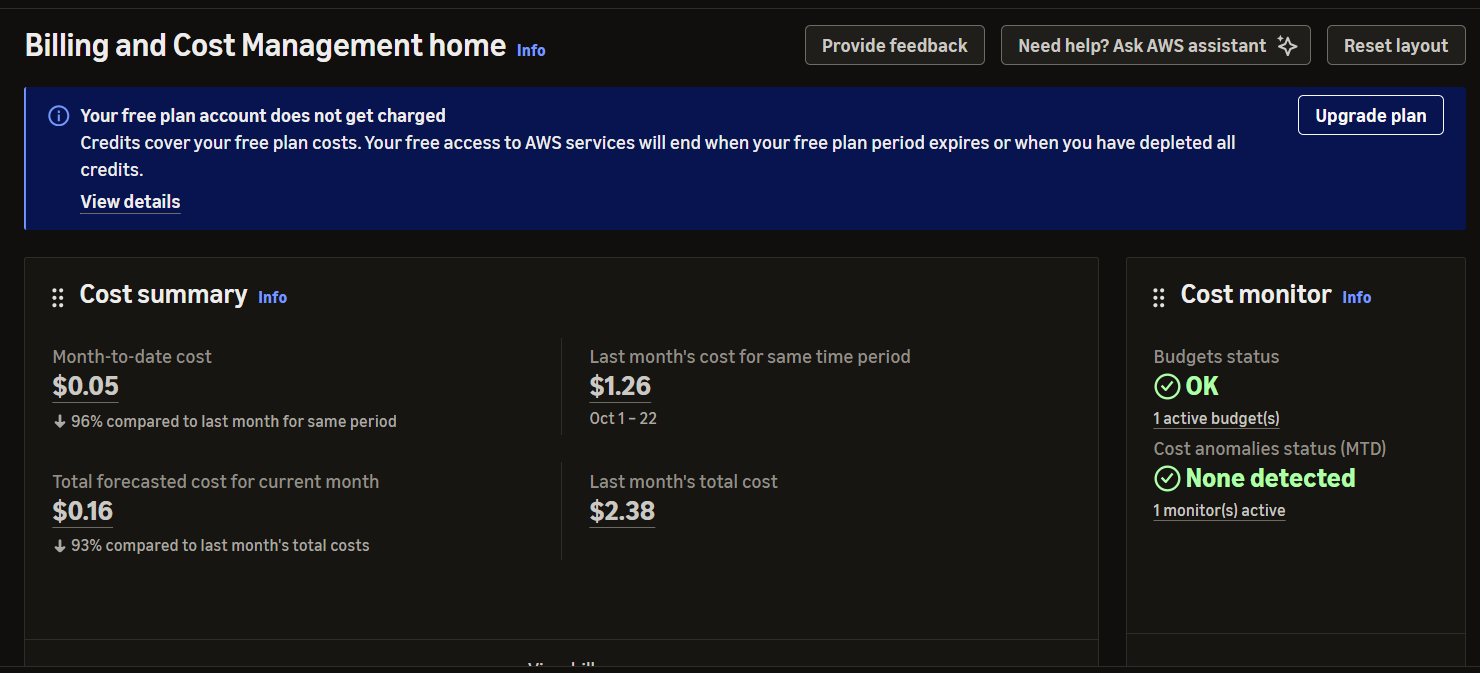 Billing and Cost Management home Info
Provide feedback
Need help? Ask AWS assistant
Reset layout
Your free plan account does not get charged
Credits cover your free plan costs. Your free access to AWS services will end when your free plan period expires or when you have depleted all
credits.
View details
Upgrade plan
Cost summary Info
Month-to-date cost
$0.05
↓ 96% compared to last month for same period
Last month's cost for same time period
$1.26
Oct 1 – 22
Total forecasted cost for current month
$0.16
↓ 93% compared to last month's total costs
Last month's total cost
$2.38
Cost monitor Info
Budgets status
OK
1 active budget(s)
Cost anomalies status (MTD)
None detected
1 monitor(s) active